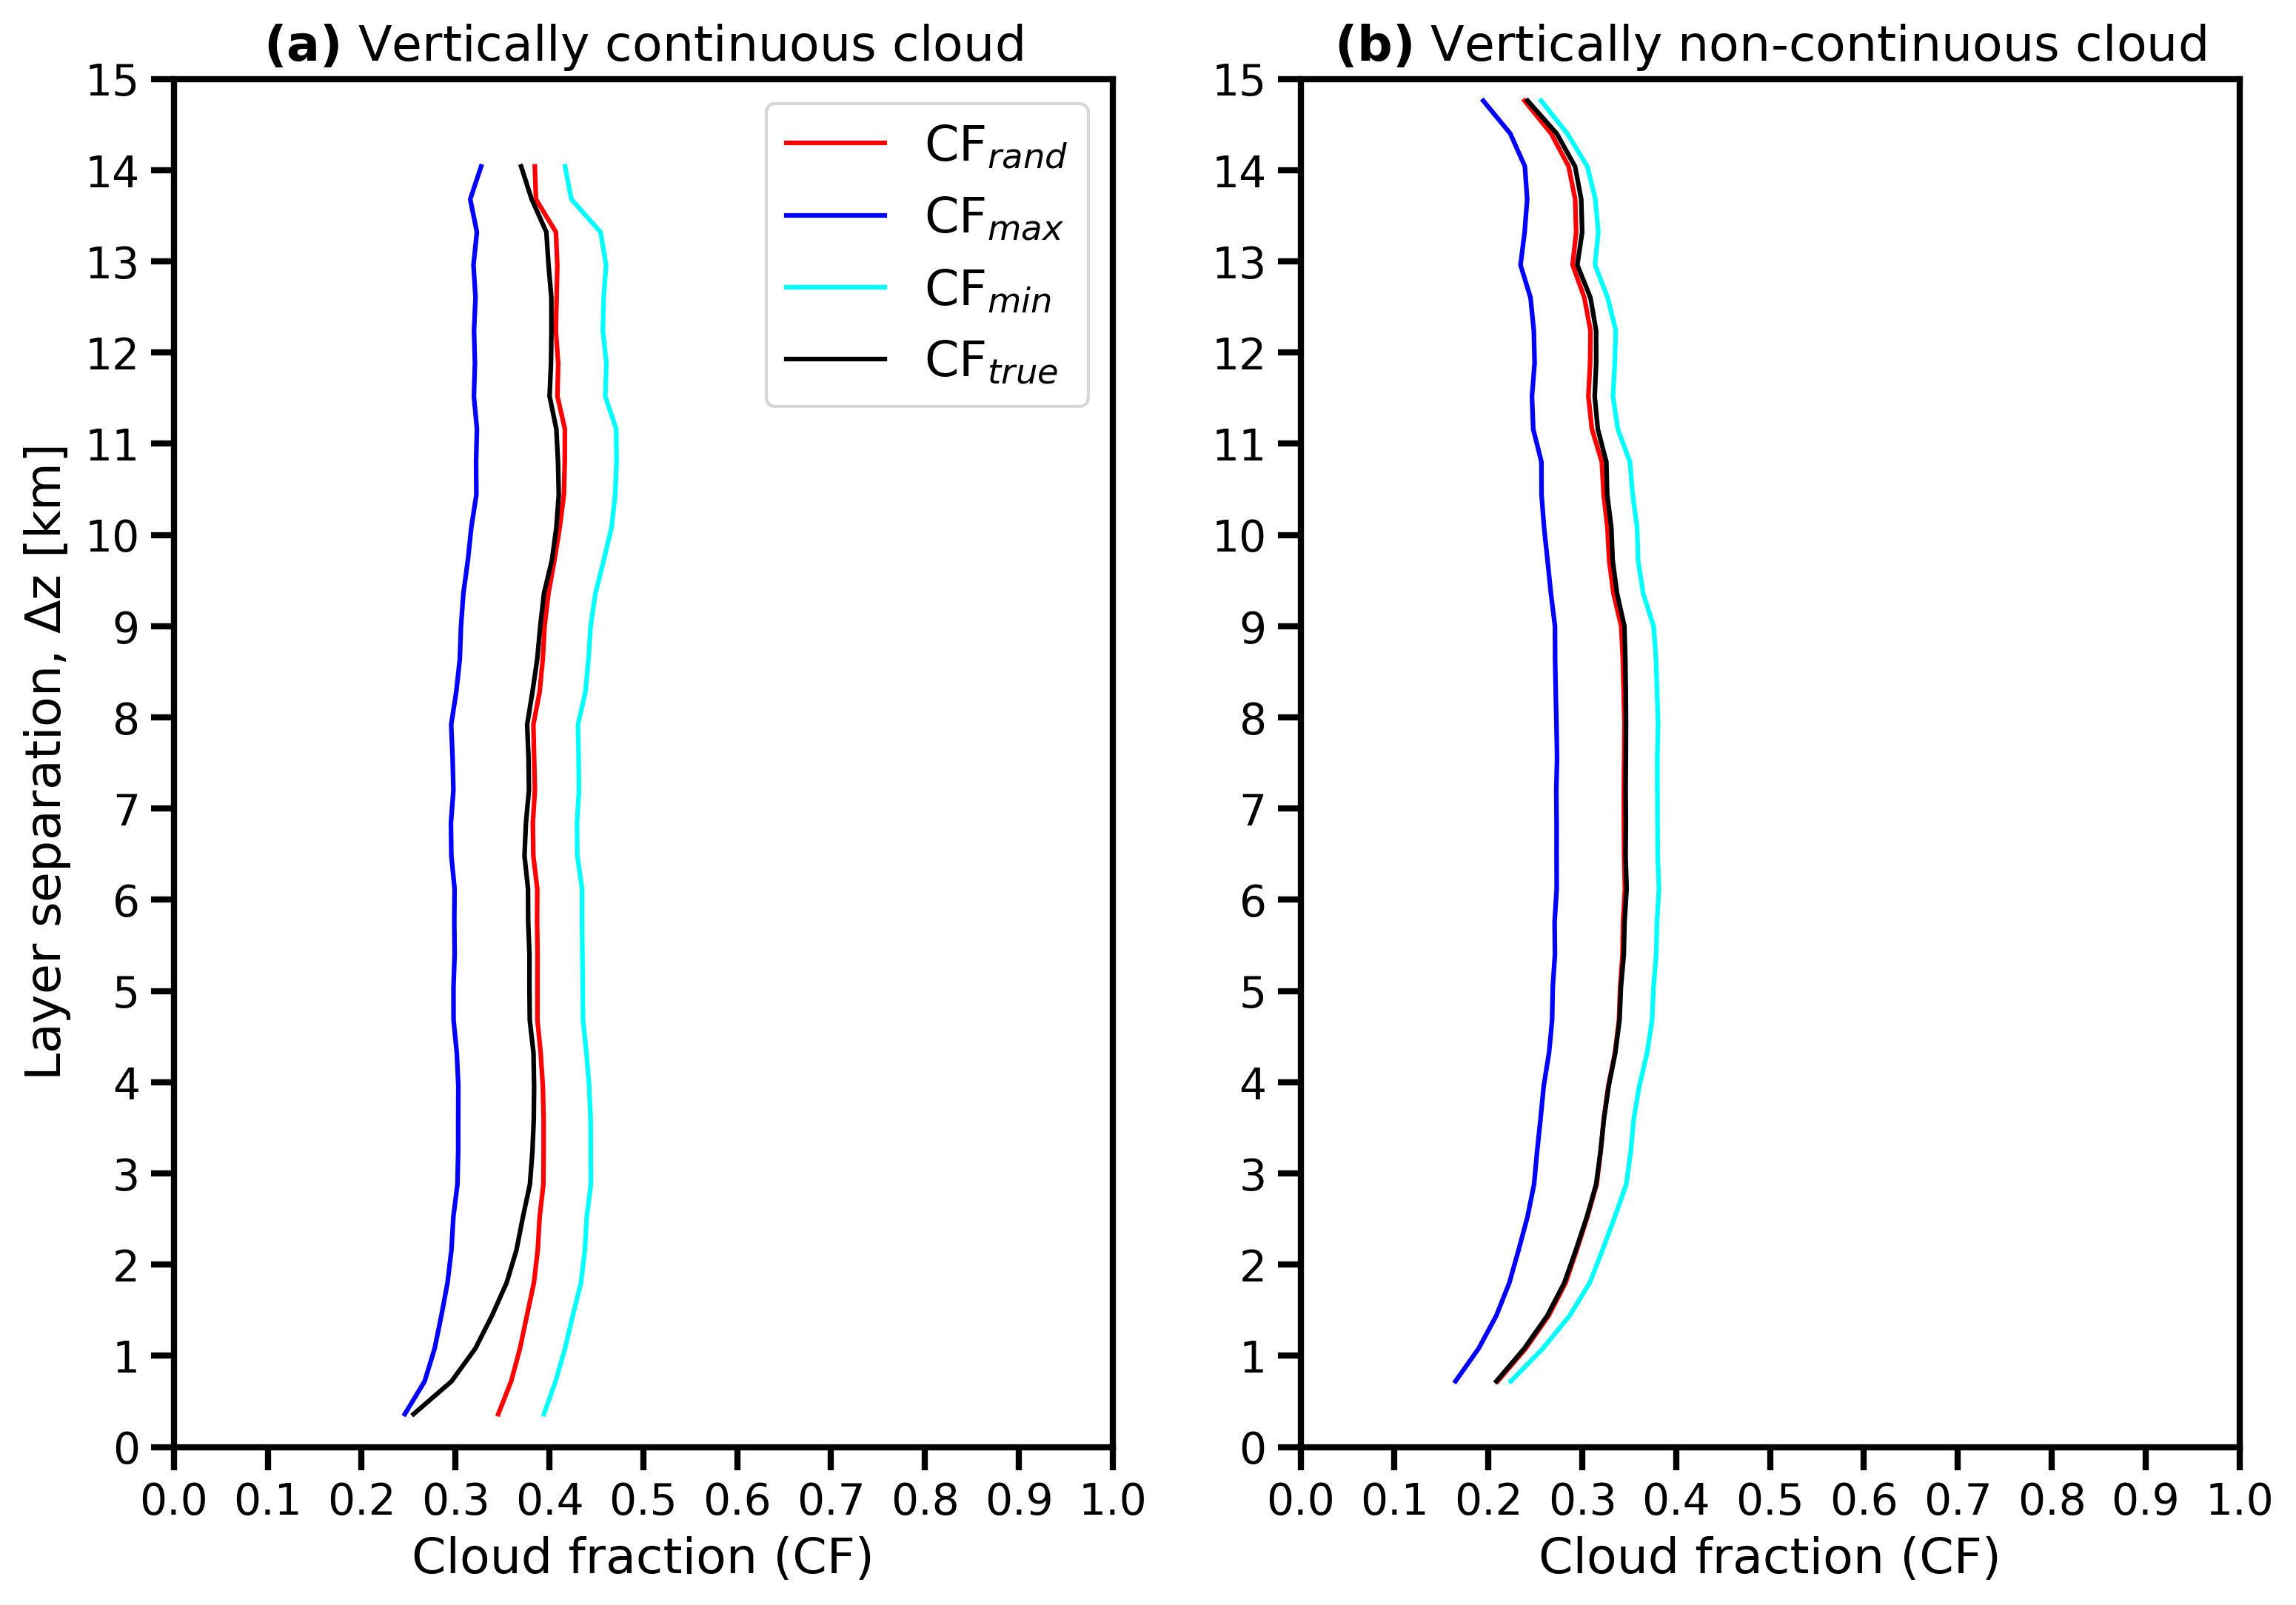 (a) Vertically continuous cloud
15
14
13
12
11
10
9
8
7
6
5
4
3
2
1
0
Layer separation, Δz [km]
CFrand
CFmax
CFmin
CFtrue
0.0 0.1 0.2 0.3 0.4 0.5 0.6 0.7 0.8 0.9 1.0
Cloud fraction (CF)
(b) Vertically non-continuous cloud
15
14
13
12
11
10
9
8
7
6
5
4
3
2
1
0
0.0 0.1 0.2 0.3 0.4 0.5 0.6 0.7 0.8 0.9 1.0
Cloud fraction (CF)